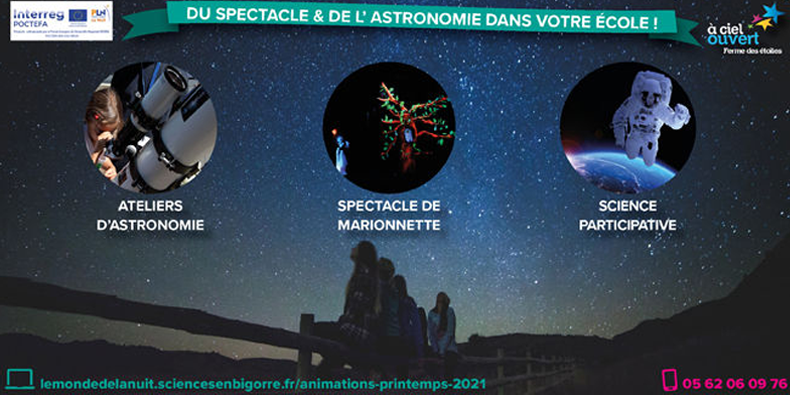 Interreg
POCTEFA
DU SPECTACLE & DE L' ASTRONOMIE DANS VOTRE ÉCOLE !
à ciel
ouvert
Ferme des étoiles
ATELIERS
D'ASTRONOMIE
SPECTACLE DE
MARIONNETTE
SCIENCE
PARTICIPATIVE
lemondedelanuit.sciencesenbigorre.fr/animations-printemps-2021
05 62 06 09 76